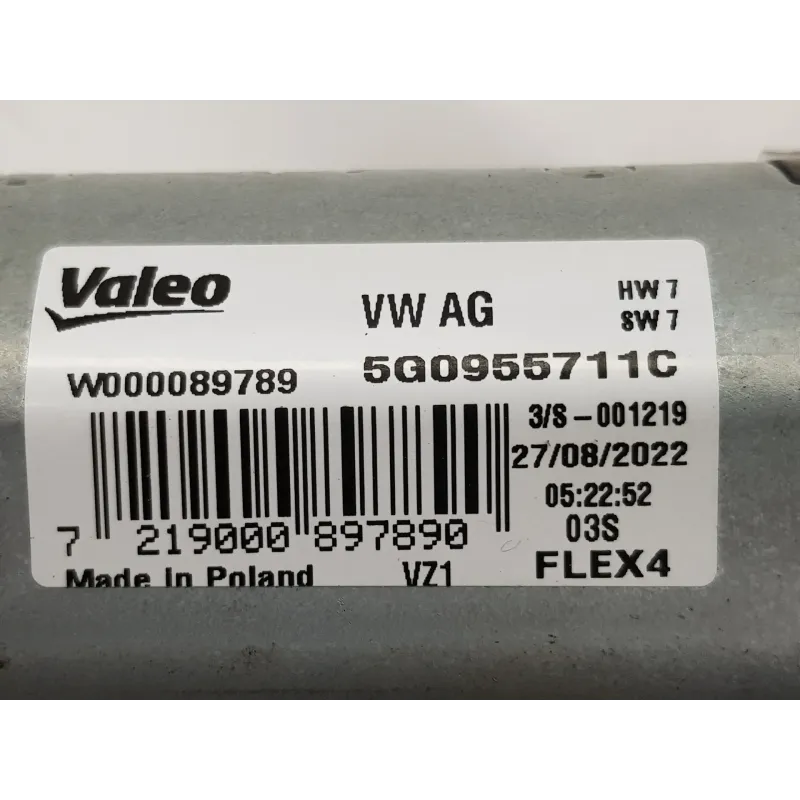 Valeo
VW AG
HW 7
SW 7
W000089789
5G0955711C
3/S-001219
27/08/2022
05:22:52
03S
7 219000 897890
Made In Poland
VZ1
FLEX4